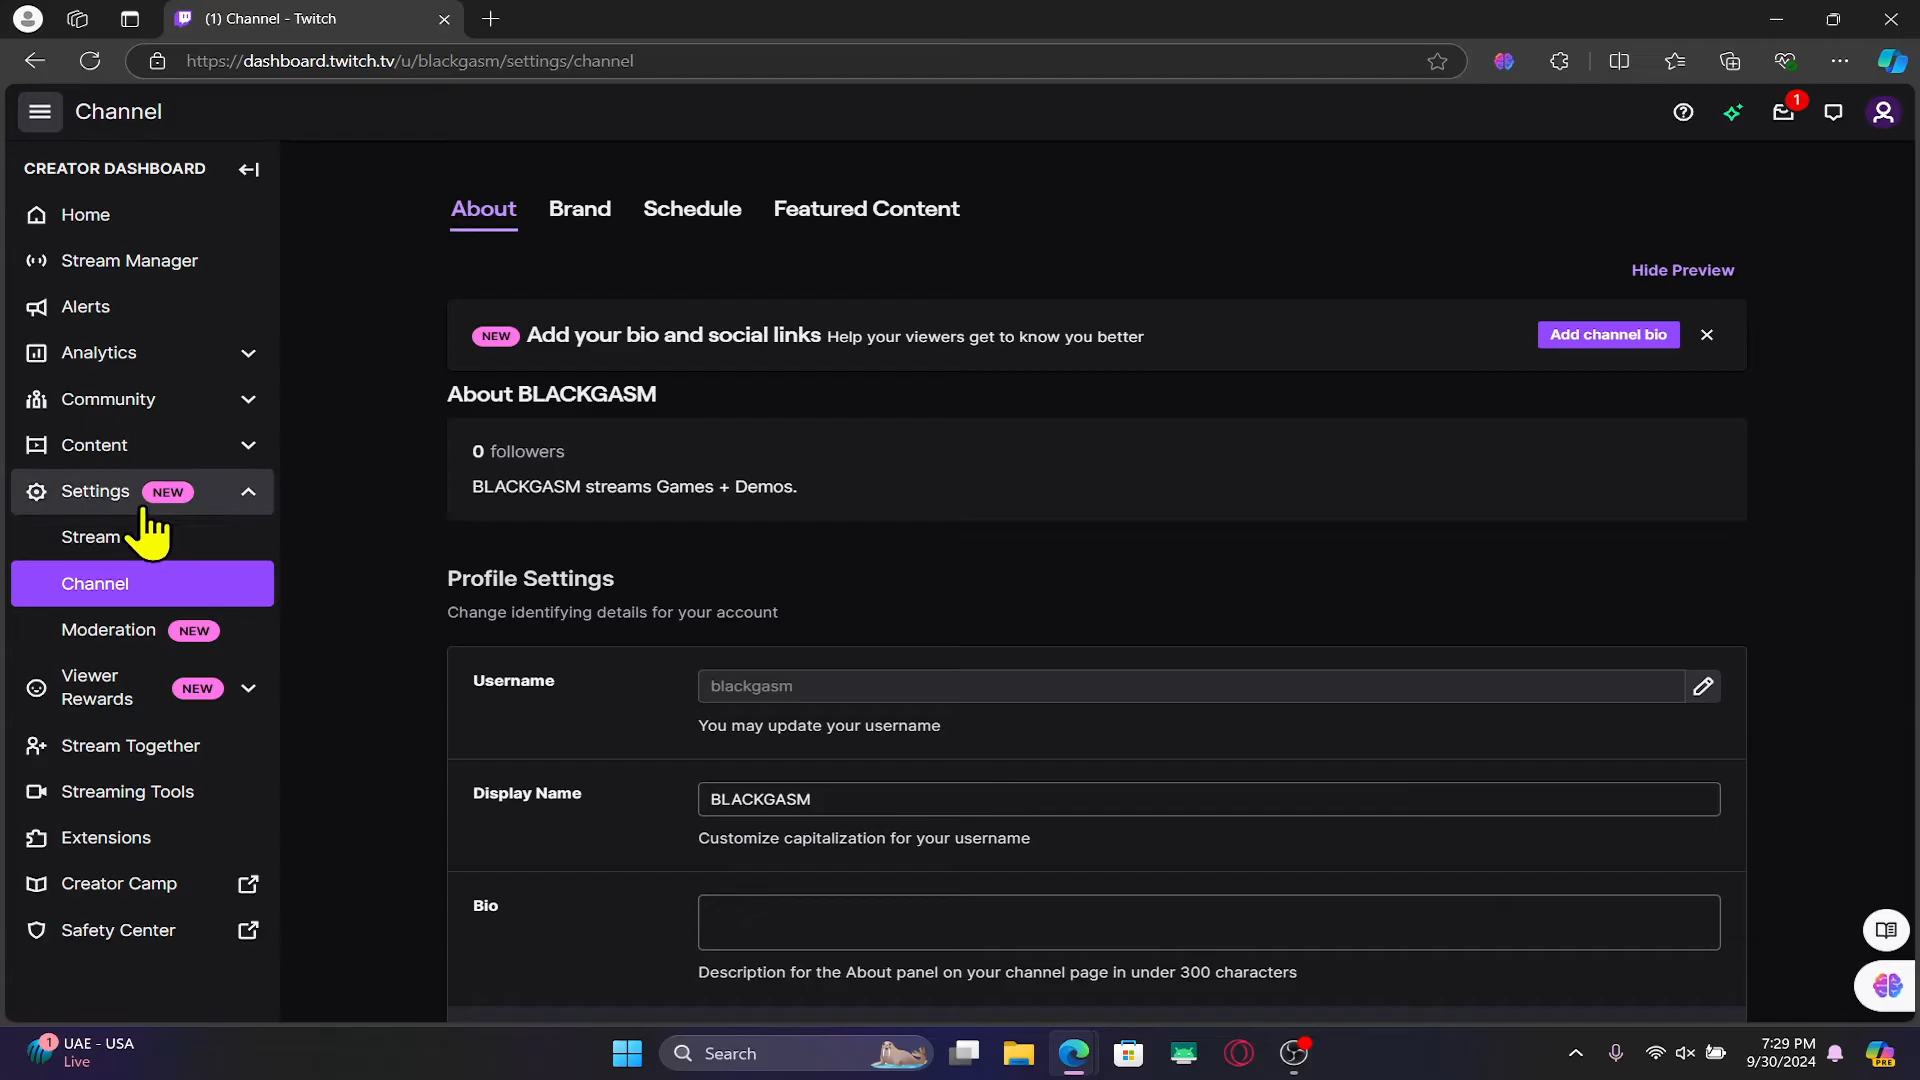 (1) Channel - Twitch
https://dashboard.twitch.tv/u/blackgasm/settings/channel
Channel
1
CREATOR DASHBOARD
Home
Stream Manager
Alerts
Analytics
Community
Content
Settings NEW
Stream
Channel
Moderation NEW
Viewer
Rewards NEW
Stream Together
Streaming Tools
Extensions
Creator Camp
Safety Center
About Brand Schedule Featured Content
Hide Preview
NEW Add your bio and social links Help your viewers get to know you better Add channel bio
About BLACKGASM
0 followers
BLACKGASM streams Games + Demos.
Profile Settings
Change identifying details for your account
Username blackgasm
You may update your username
Display Name BLACKGASM
Customize capitalization for your username
Bio
Description for the About panel on your channel page in under 300 characters
1 UAE - USA
Live
Search
7:29 PM
9/30/2024
PRE